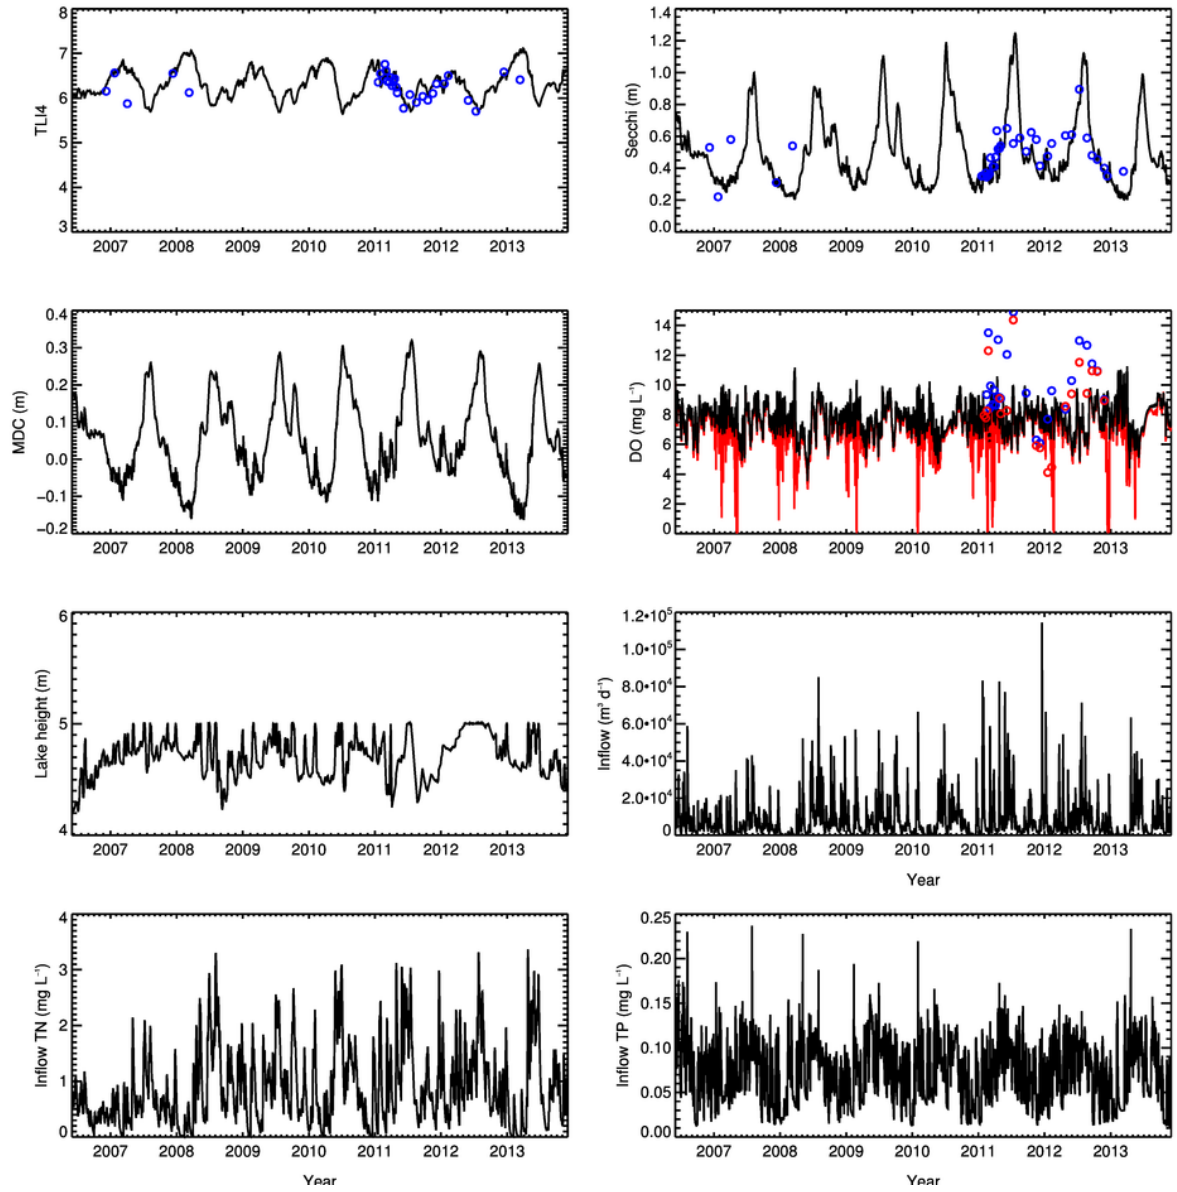 TLI4
8
7
6
5
4
3
2007 2008 2009 2010 2011 2012 2013
Secchi (m)
1.4
1.2
1.0
0.8
0.6
0.4
0.2
0.0
2007 2008 2009 2010 2011 2012 2013
MDC (m)
0.4
0.3
0.2
0.1
0.0
−0.1
−0.2
2007 2008 2009 2010 2011 2012 2013
DO (mg L⁻¹)
14
12
10
8
6
4
2
0
2007 2008 2009 2010 2011 2012 2013
Lake height (m)
6
5
4
2007 2008 2009 2010 2011 2012 2013
Inflow (m³ d⁻¹)
1.2•10⁵
1.0•10⁵
8.0•10⁴
6.0•10⁴
4.0•10⁴
2.0•10⁴
0
2007 2008 2009 2010 2011 2012 2013
Year
Inflow TN (mg L⁻¹)
4
3
2
1
0
2007 2008 2009 2010 2011 2012 2013
Year
Inflow TP (mg L⁻¹)
0.25
0.20
0.15
0.10
0.05
0.00
2007 2008 2009 2010 2011 2012 2013
Year